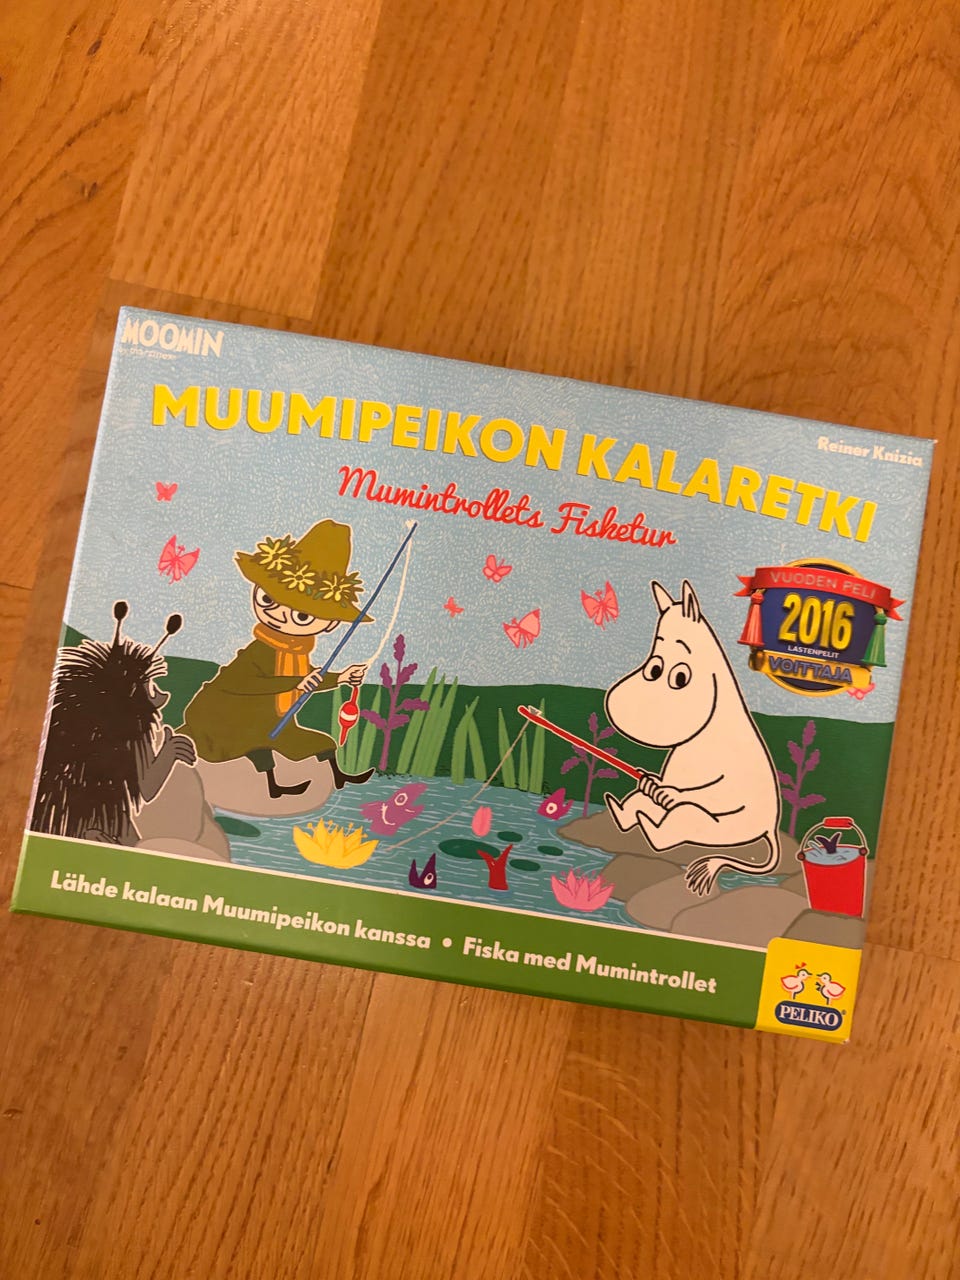 MOOMIN
Reiner Knizia
MUUMIPEIKON KALARETKI
Mumintrollets Fisketur
VUODEN PELI
2016
LASTENPELIT
VOITTAJA
Lähde kalaan Muumipeikon kanssa • Fiska med Mumintrollet
PELIKO®